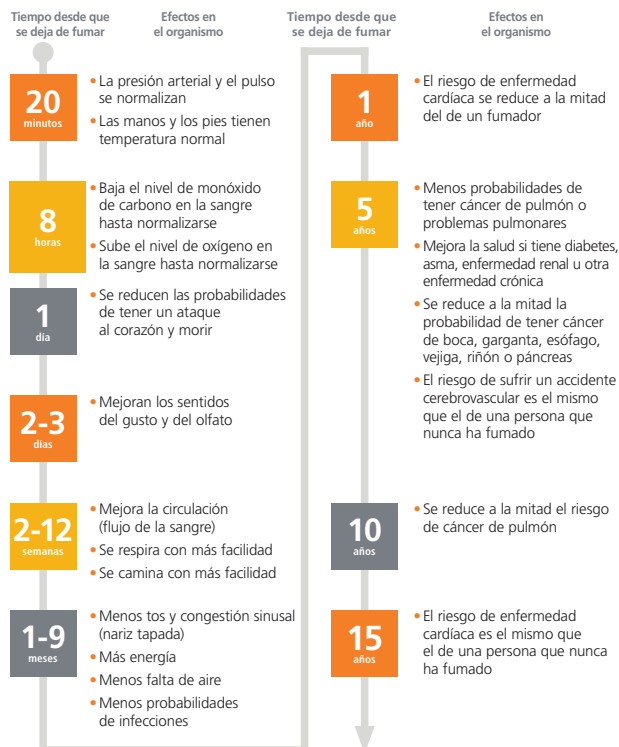 Tiempo desde que
se deja de fumar
Efectos en
el organismo
20
minutos
• La presión arterial y el pulso
se normalizan
• Las manos y los pies tienen
temperatura normal
8
horas
• Baja el nivel de monóxido
de carbono en la sangre
hasta normalizarse
• Sube el nivel de oxígeno en
la sangre hasta normalizarse
1
día
• Se reducen las probabilidades
de tener un ataque
al corazón y morir
2-3
días
• Mejoran los sentidos
del gusto y del olfato
2-12
semanas
• Mejora la circulación
(flujo de la sangre)
• Se respira con más facilidad
• Se camina con más facilidad
1-9
meses
• Menos tos y congestión sinusal
(nariz tapada)
• Más energía
• Menos falta de aire
• Menos probabilidades
de infecciones
Tiempo desde que
se deja de fumar
Efectos en
el organismo
1
año
• El riesgo de enfermedad
cardíaca se reduce a la mitad
del de un fumador
5
años
• Menos probabilidades de
tener cáncer de pulmón o
problemas pulmonares
• Mejora la salud si tiene diabetes,
asma, enfermedad renal u otra
enfermedad crónica
• Se reduce a la mitad la
probabilidad de tener cáncer
de boca, garganta, esófago,
vejiga, riñón o páncreas
• El riesgo de sufrir un accidente
cerebrovascular es el mismo
que el de una persona que
nunca ha fumado
10
años
• Se reduce a la mitad el riesgo
de cáncer de pulmón
15
años
• El riesgo de enfermedad
cardíaca es el mismo que
el de una persona que nunca
ha fumado